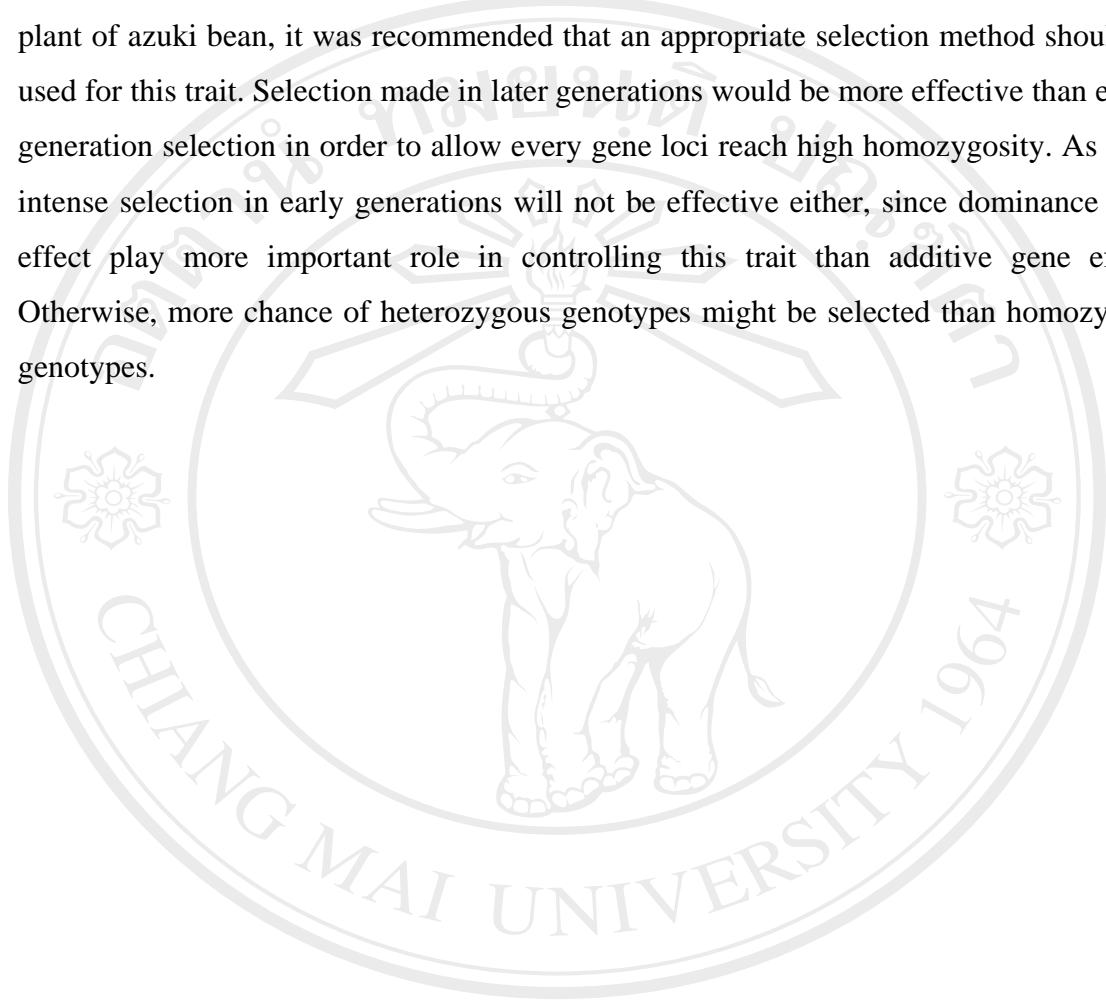 plant of azuki bean, it was recommended that an appropriate selection method shou
used for this trait. Selection made in later generations would be more effective than e
generation selection in order to allow every gene loci reach high homozygosity. As
intense selection in early generations will not be effective either, since dominance
effect play more important role in controlling this trait than additive gene e
Otherwise, more chance of heterozygous genotypes might be selected than homozy
genotypes.
CHIANG MAI UNIVERSITY 1964